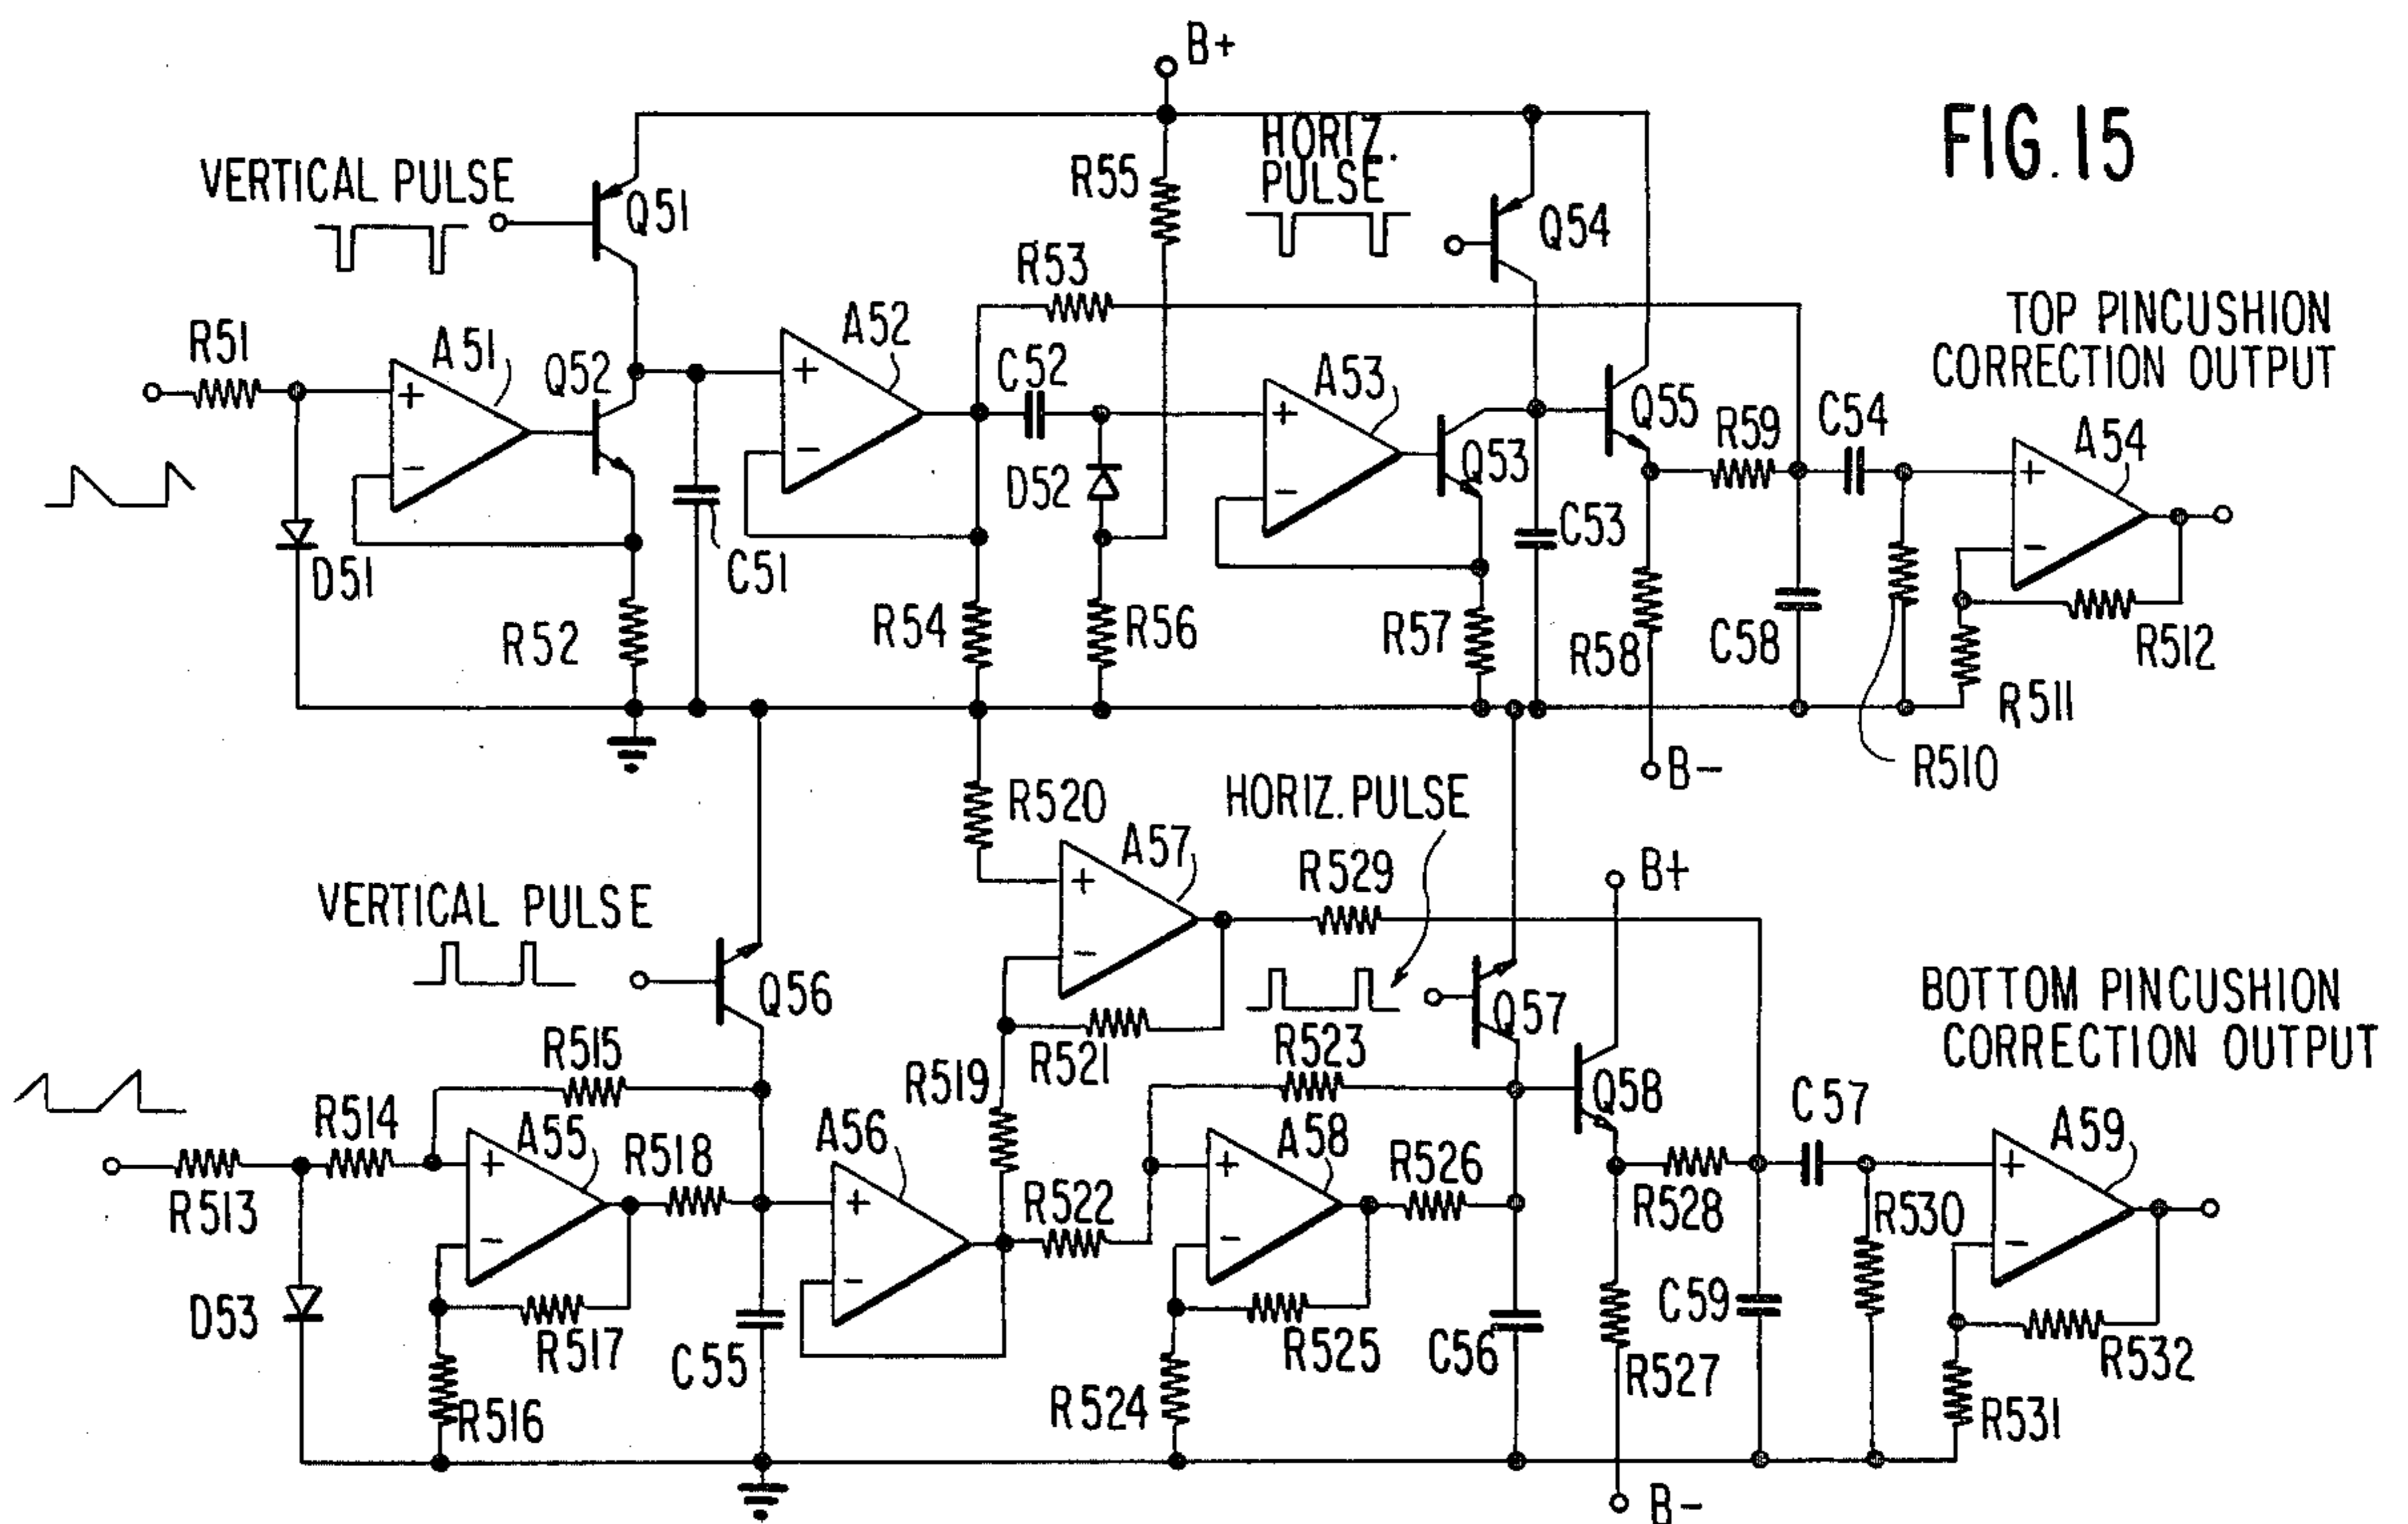 B+
FIG.15
HORIZ.
PULSE
VERTICAL PULSE
R55
Q51
Q54
R53
TOP PINCUSHION
CORRECTION OUTPUT
R51
A51
Q52
A52
C52
A53
Q55
R59
C54
A54
+
+
+
+
-
-
-
-
D52
Q53
C53
D51
C51
R52
R54
R56
R57
R58
C58
R512
R511
R510
B-
R520
HORIZ. PULSE
A57
R529
B+
+
-
VERTICAL PULSE
Q56
Q57
BOTTOM PINCUSHION
CORRECTION OUTPUT
R515
R519
R521
R523
Q58
C57
R514
A55
R518
A56
A58
R526
A59
+
+
+
+
-
-
-
-
R513
R522
R528
R530
D53
R517
C55
R525
C56
C59
R532
R516
R524
R527
R531
B-